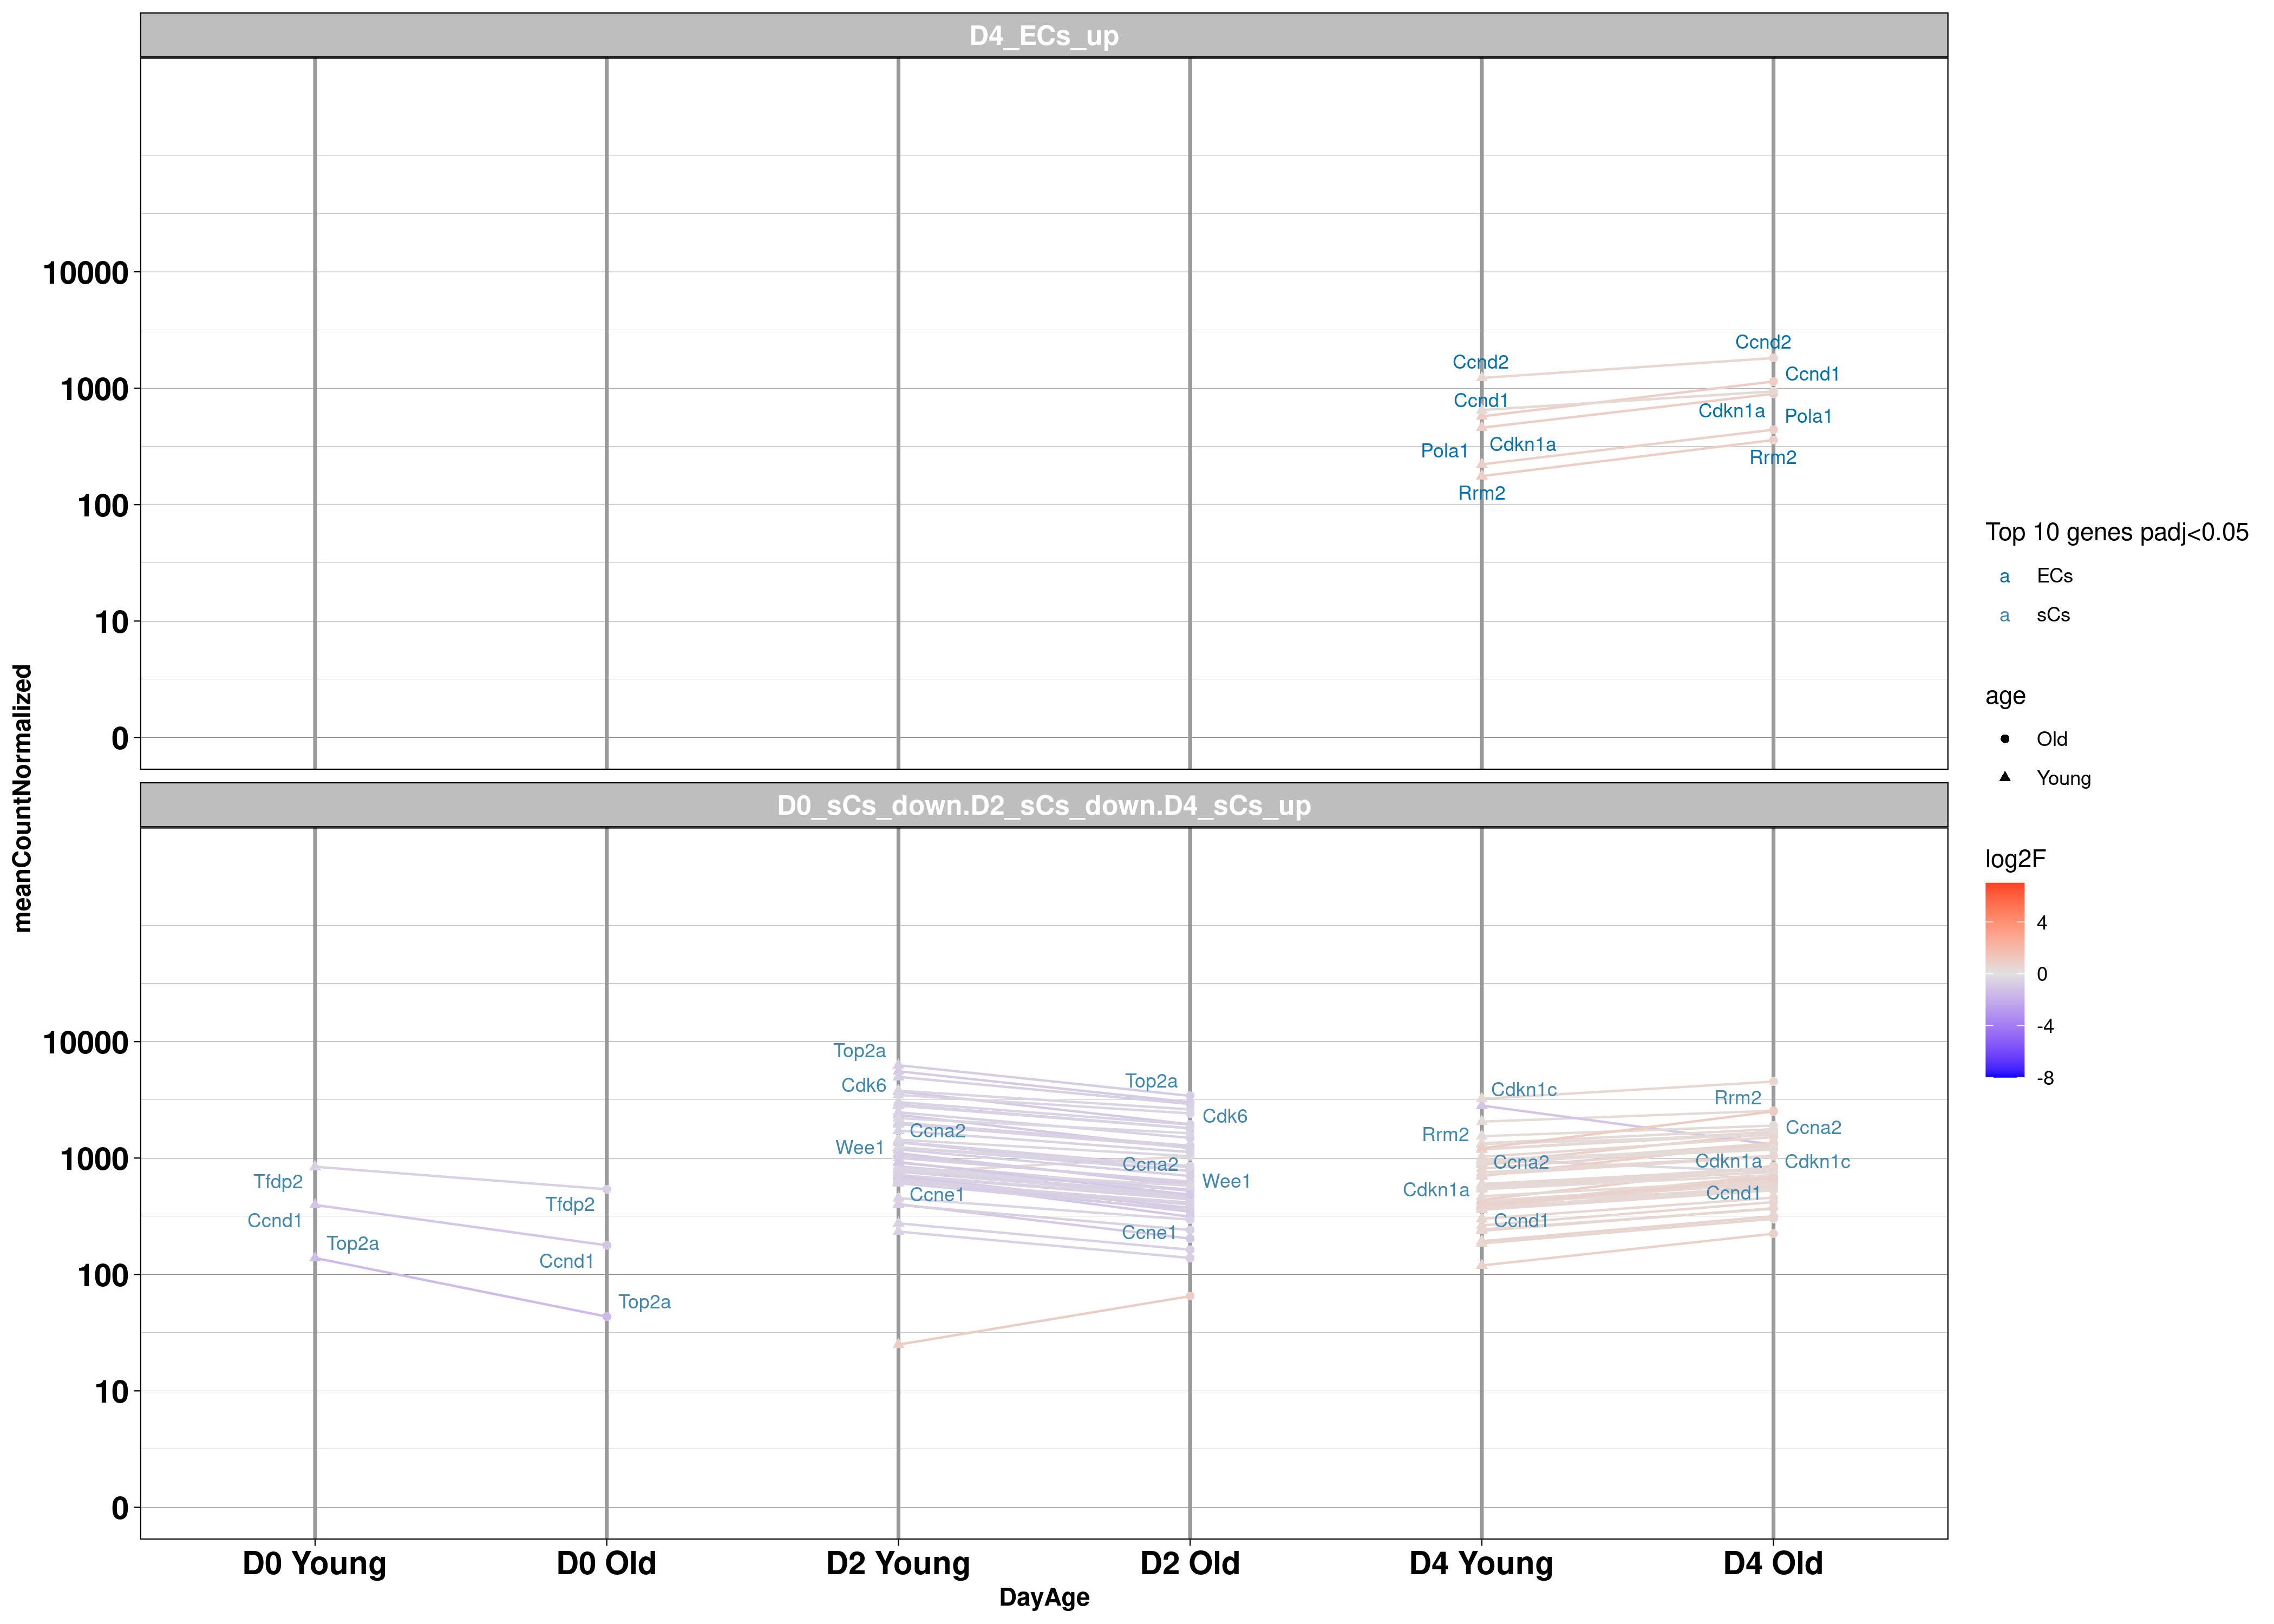 D4_ECs_up
meanCountNormalized
10000
1000
100
10
0
Ccnd2
Ccnd2
Ccnd1
Ccnd1
Cdkn1a
Pola1
Pola1
Cdkn1a
Rrm2
Rrm2
D0_sCs_down.D2_sCs_down.D4_sCs_up
10000
1000
100
10
0
Tfdp2
Tfdp2
Ccnd1
Ccnd1
Top2a
Top2a
Top2a
Top2a
Cdk6
Cdk6
Ccna2
Wee1
Ccna2
Wee1
Ccne1
Ccne1
Cdkn1c
Rrm2
Rrm2
Ccna2
Ccna2
Cdkn1a
Cdkn1c
Cdkn1a
Ccnd1
Ccnd1
D0 Young
D0 Old
D2 Young
D2 Old
D4 Young
D4 Old
DayAge
Top 10 genes padj<0.05
a ECs
a sCs
age
Old
Young
log2F
4
0
-4
-8